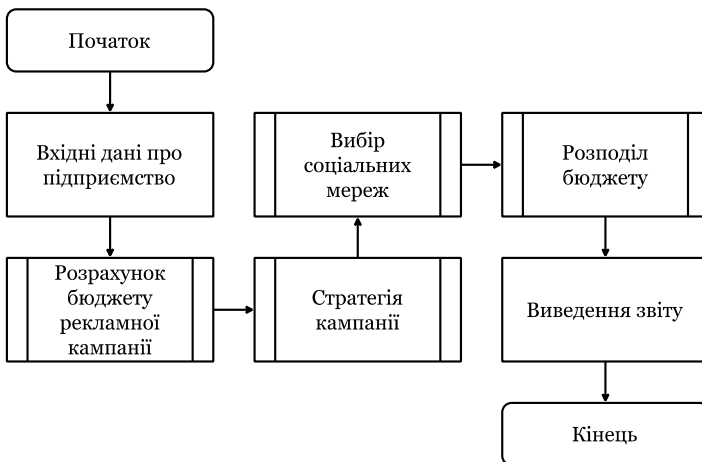 Початок
Вхідні дані про
підприємство
Розрахунок
бюджету
рекламної
кампанії
Стратегія
кампанії
Вибір
соціальних
мереж
Розподіл
бюджету
Виведення звіту
Кінець